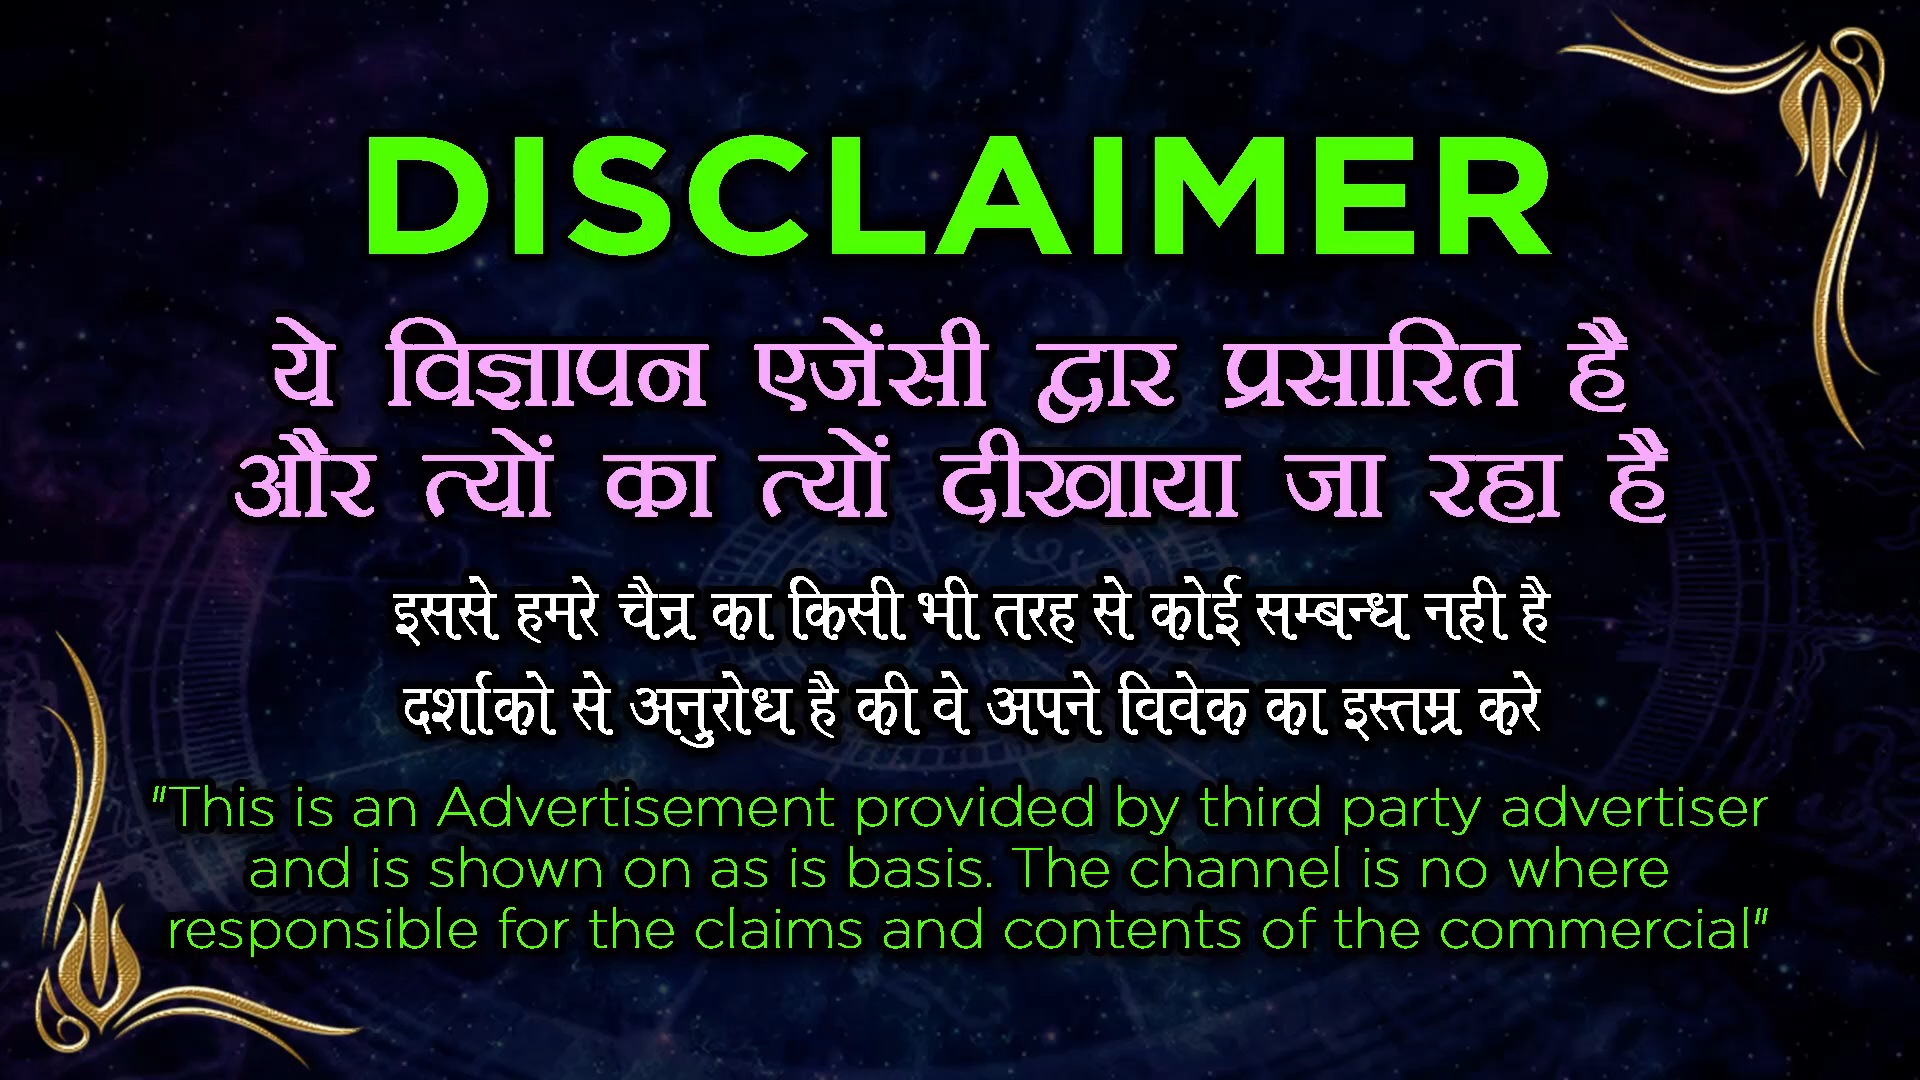 DISCLAIMER
ये विज्ञापन एजेंसी द्वार प्रसारित है
और त्यों का त्यों दीखाया जा रहा है
इससे हमरे चैन्र का किसी भी तरह से कोई सम्बन्ध नही है
दर्शाको से अनुरोध है की वे अपने विवेक का इस्तम्र करे
"This is an Advertisement provided by third party advertiser
and is shown on as is basis. The channel is no where
responsible for the claims and contents of the commercial"